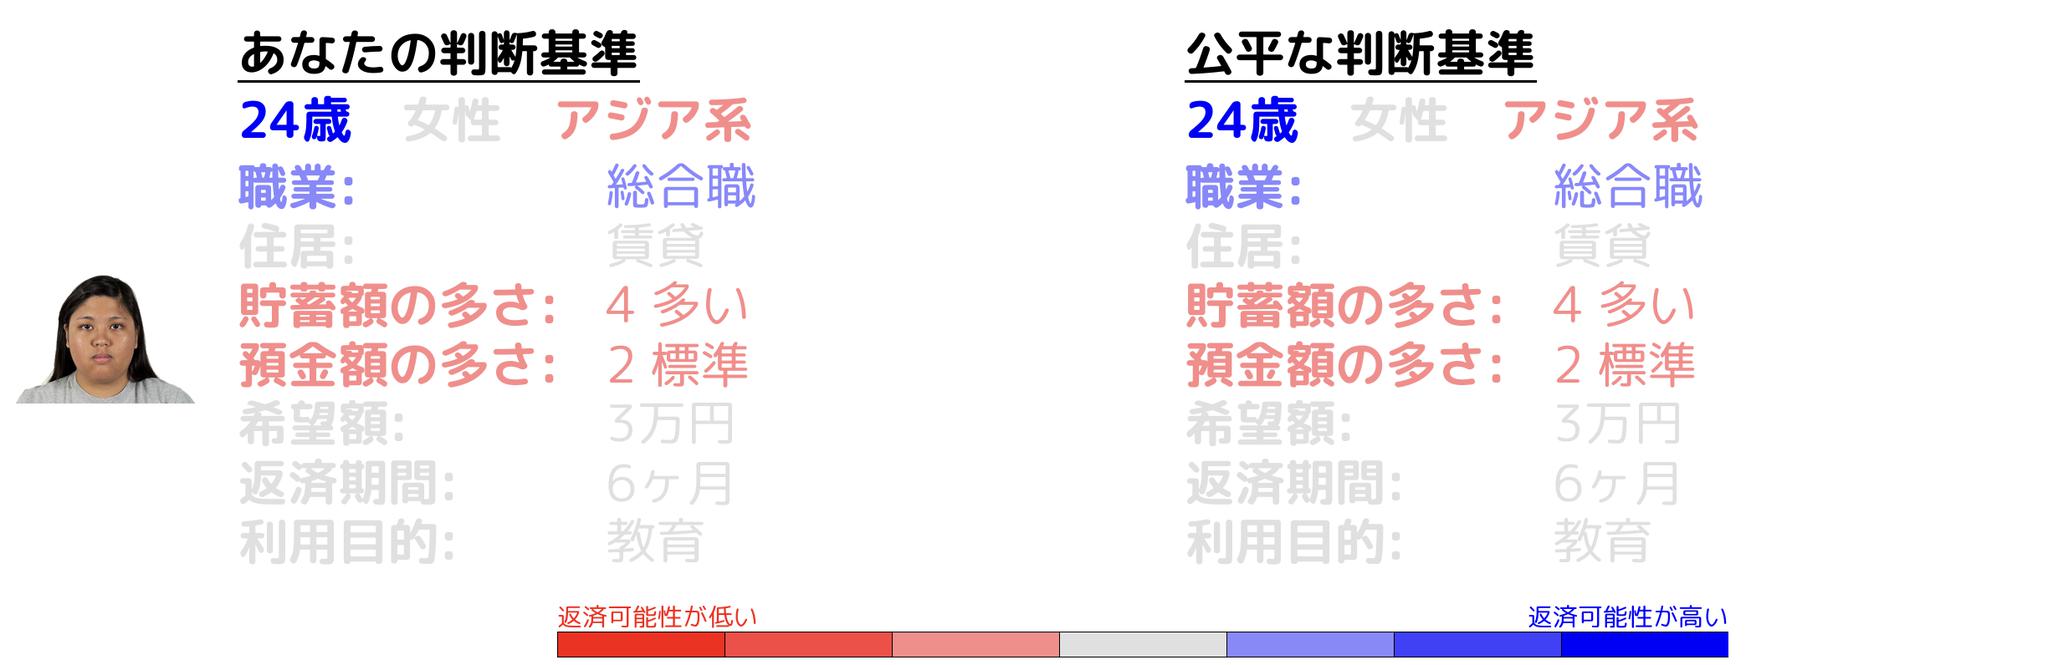 あなたの判断基準
24歳 女性 アジア系
職業: 総合職
住居: 賃貸
貯蓄額の多さ: 4 多い
預金額の多さ: 2 標準
希望額: 3万円
返済期間: 6ヶ月
利用目的: 教育
公平な判断基準
24歳 女性 アジア系
職業: 総合職
住居: 賃貸
貯蓄額の多さ: 4 多い
預金額の多さ: 2 標準
希望額: 3万円
返済期間: 6ヶ月
利用目的: 教育
返済可能性が低い
返済可能性が高い